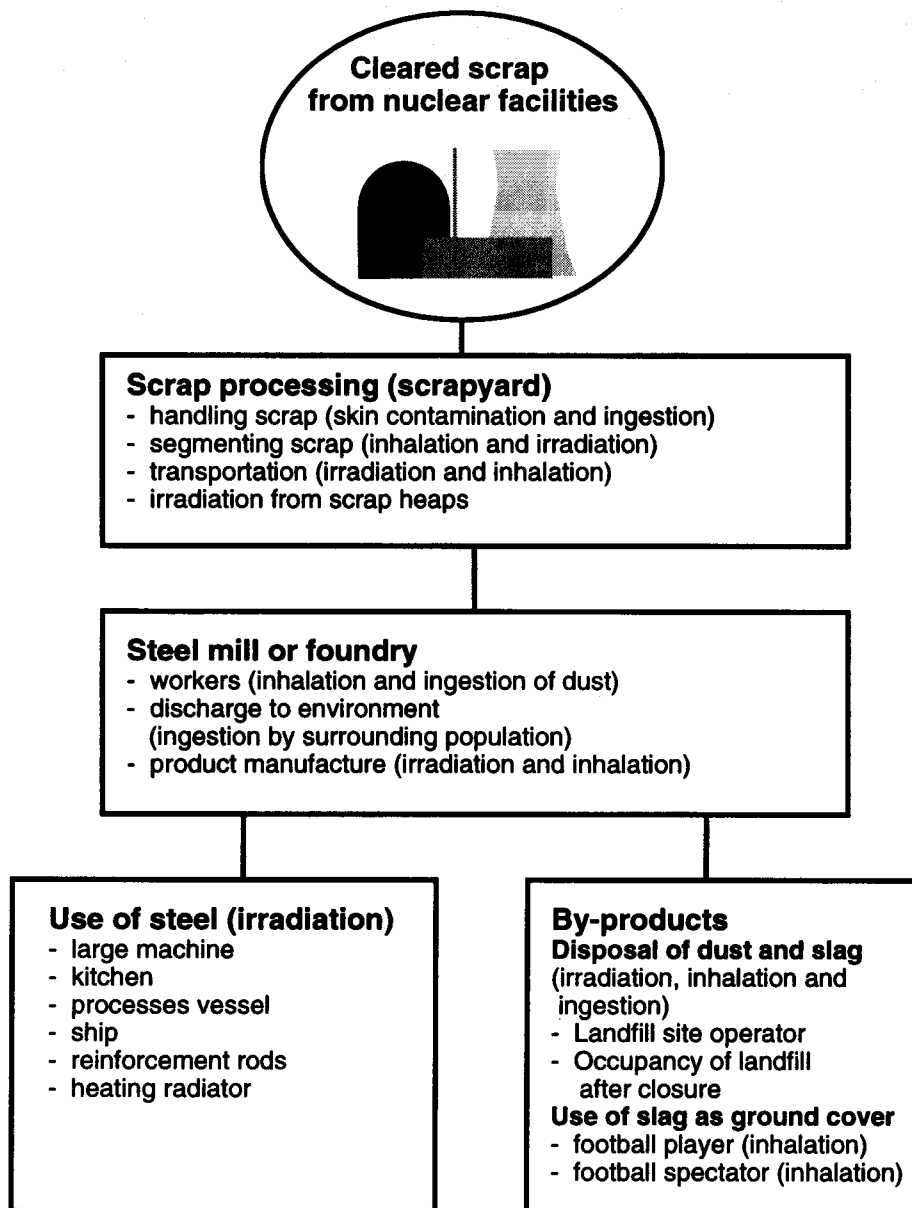 Cleared scrap
from nuclear facilities
Scrap processing (scrapyard)
- handling scrap (skin contamination and ingestion)
- segmenting scrap (inhalation and irradiation)
- transportation (irradiation and inhalation)
- irradiation from scrap heaps
Steel mill or foundry
- workers (inhalation and ingestion of dust)
- discharge to environment
(ingestion by surrounding population)
- product manufacture (irradiation and inhalation)
Use of steel (irradiation)
- large machine
- kitchen
- processes vessel
- ship
- reinforcement rods
- heating radiator
By-products
Disposal of dust and slag
(irradiation, inhalation and
ingestion)
- Landfill site operator
- Occupancy of landfill
after closure
Use of slag as ground cover
- football player (inhalation)
- football spectator (inhalation)